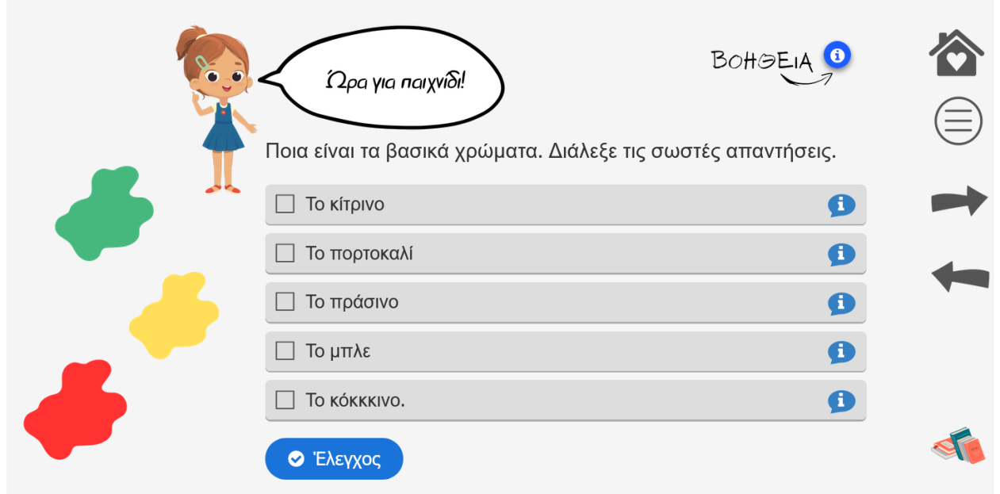 Ώρα για παιχνίδι!
ΒΟΗΘΕιΑ
Ποια είναι τα βασικά χρώματα. Διάλεξε τις σωστές απαντήσεις.
Το κίτρινο
Το πορτοκαλί
Το πράσινο
Το μπλε
Το κόκκκινο.
Έλεγχος